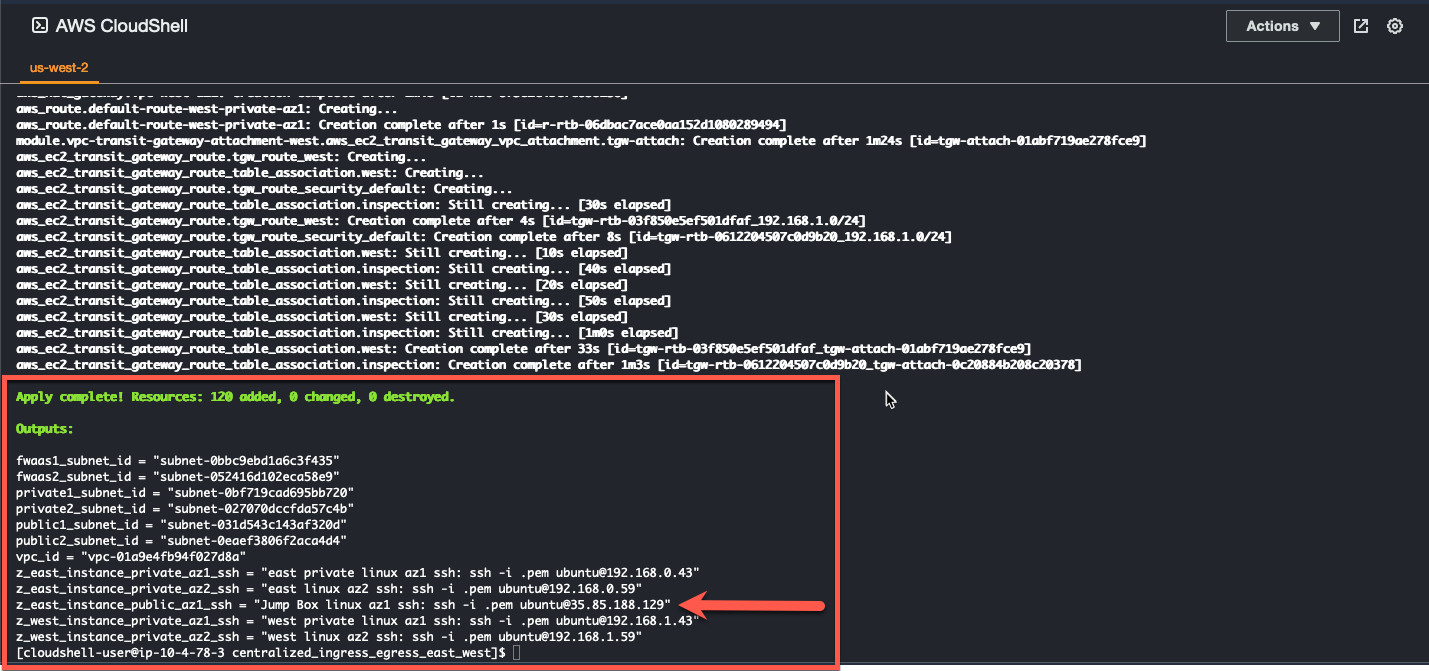 AWS CloudShell
Actions
us-west-2
aws_route.default-route-west-private-az1: Creating...
aws_route.default-route-west-private-az1: Creation complete after 1s [id=r-rtb-06dbac7ace0aa152d1080289494]
module.vpc-transit-gateway-attachment-west.aws_ec2_transit_gateway_vpc_attachment.tgw-attach: Creation complete after 1m24s [id=tgw-attach-01abf719ae278fce9]
aws_ec2_transit_gateway_route.tgw_route_west: Creating...
aws_ec2_transit_gateway_route_table_association.west: Creating...
aws_ec2_transit_gateway_route.tgw_route_security_default: Creating...
aws_ec2_transit_gateway_route_table_association.inspection: Still creating... [30s elapsed]
aws_ec2_transit_gateway_route.tgw_route_west: Creation complete after 4s [id=tgw-rtb-03f850e5ef501dfaf_192.168.1.0/24]
aws_ec2_transit_gateway_route.tgw_route_security_default: Creation complete after 8s [id=tgw-rtb-0612204507c0d9b20_192.168.1.0/24]
aws_ec2_transit_gateway_route_table_association.west: Still creating... [10s elapsed]
aws_ec2_transit_gateway_route_table_association.inspection: Still creating... [40s elapsed]
aws_ec2_transit_gateway_route_table_association.west: Still creating... [20s elapsed]
aws_ec2_transit_gateway_route_table_association.inspection: Still creating... [50s elapsed]
aws_ec2_transit_gateway_route_table_association.west: Still creating... [30s elapsed]
aws_ec2_transit_gateway_route_table_association.inspection: Still creating... [1m0s elapsed]
aws_ec2_transit_gateway_route_table_association.west: Creation complete after 33s [id=tgw-rtb-03f850e5ef501dfaf_tgw-attach-01abf719ae278fce9]
aws_ec2_transit_gateway_route_table_association.inspection: Creation complete after 1m3s [id=tgw-rtb-0612204507c0d9b20_tgw-attach-0c20884b208c20378]
Apply complete! Resources: 120 added, 0 changed, 0 destroyed.
Outputs:
fwaas1_subnet_id = "subnet-0bbc9ebd1a6c3f435"
fwaas2_subnet_id = "subnet-052416d102eca58e9"
private1_subnet_id = "subnet-0bf719cad695bb720"
private2_subnet_id = "subnet-027070dccfda57c4b"
public1_subnet_id = "subnet-031d543c143af320d"
public2_subnet_id = "subnet-0eaef3806f2aca4d4"
vpc_id = "vpc-01a9e4fb94f027d8a"
z_east_instance_private_az1_ssh = "east private linux az1 ssh: ssh -i .pem ubuntu@192.168.0.43"
z_east_instance_private_az2_ssh = "east linux az2 ssh: ssh -i .pem ubuntu@192.168.0.59"
z_east_instance_public_az1_ssh = "Jump Box linux az1 ssh: ssh -i .pem ubuntu@35.85.188.129"
z_west_instance_private_az1_ssh = "west private linux az1 ssh: ssh -i .pem ubuntu@192.168.1.43"
z_west_instance_private_az2_ssh = "west linux az2 ssh: ssh -i .pem ubuntu@192.168.1.59"
[cloudshell-user@ip-10-4-78-3 centralized_ingress_egress_east_west]$